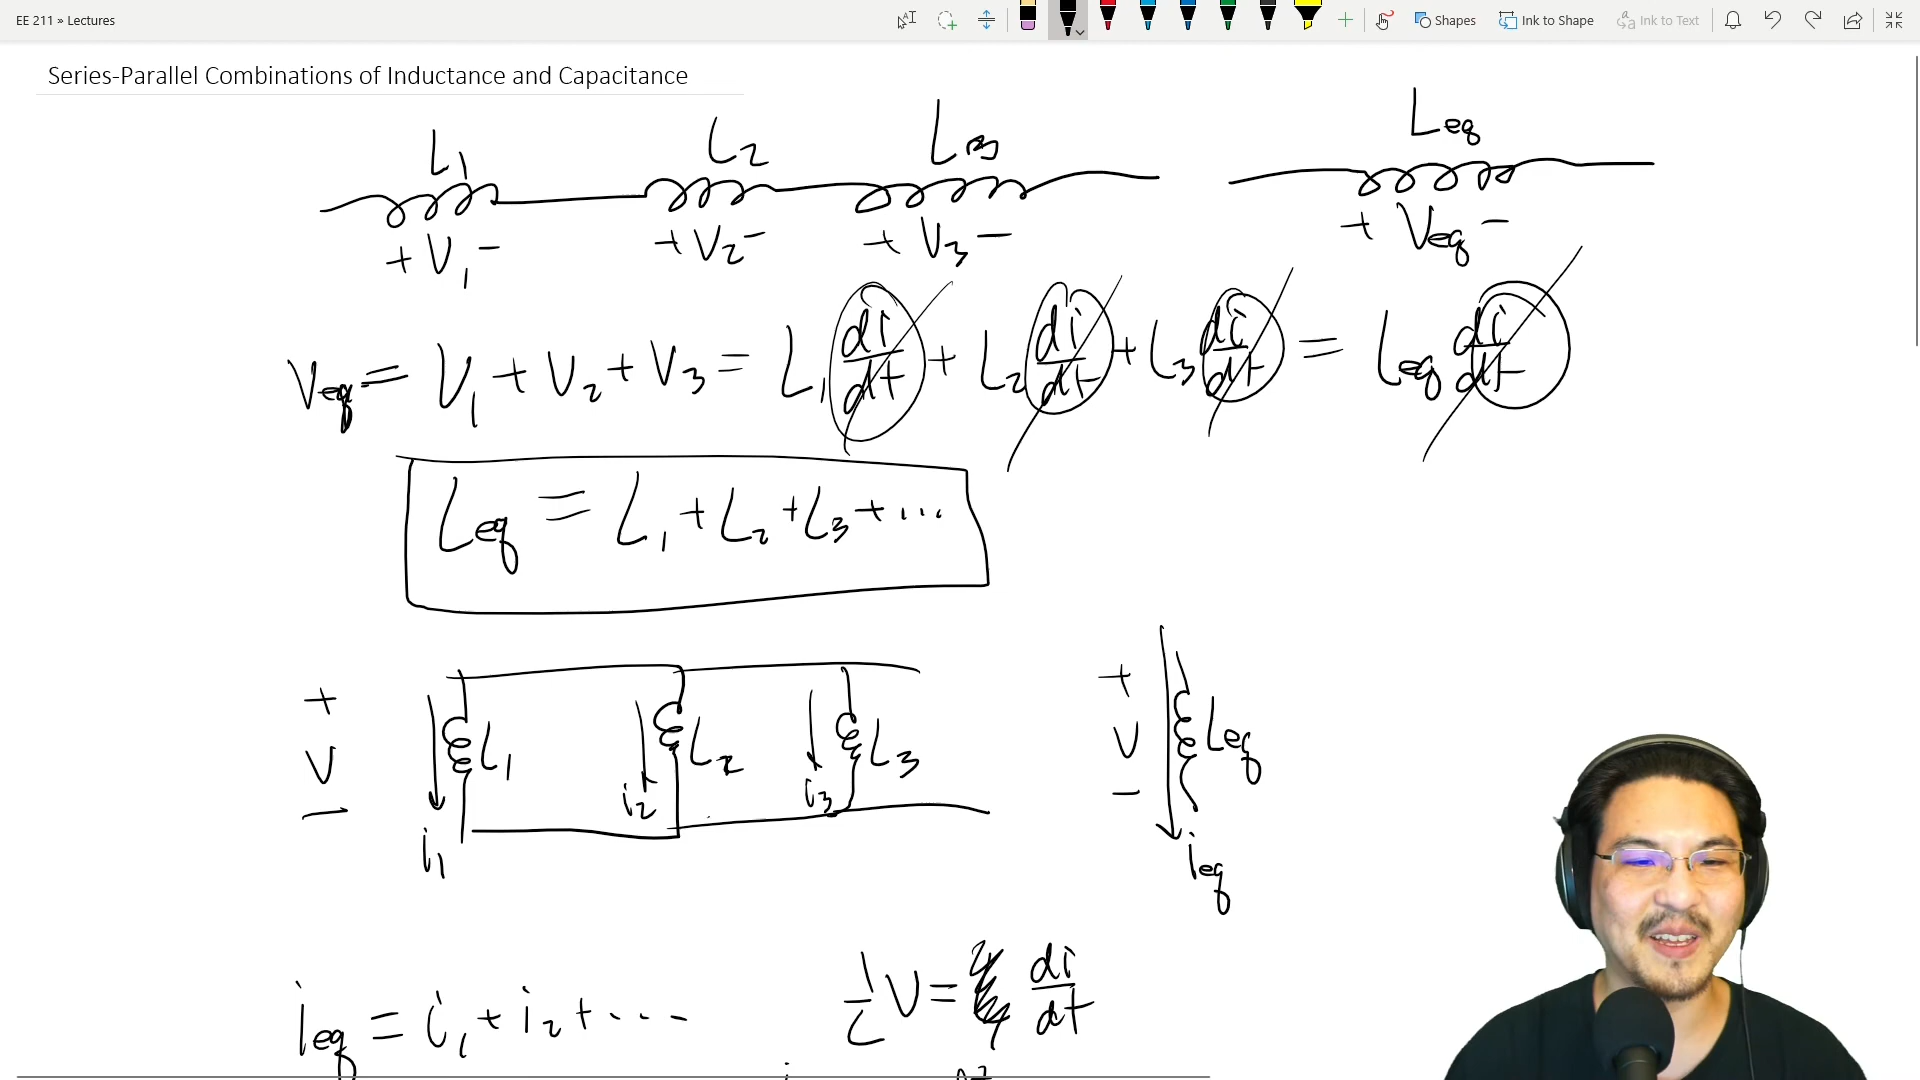 EE 211 » Lectures
Shapes Ink to Shape Ink to Text
Series-Parallel Combinations of Inductance and Capacitance
L1 L2 L3 Leq
+ V1 - + V2 - + V3 - + Veq -
Veq = V1 + V2 + V3 = L1 di/dt + L2 di/dt + L3 di/dt = Leq di/dt
Leq = L1 + L2 + L3 + ...
+ V - L1 L2 L3 + V - Leq
i1 i2 i3 ieq
ieq = i1 + i2 + ... 1/L V = di/dt